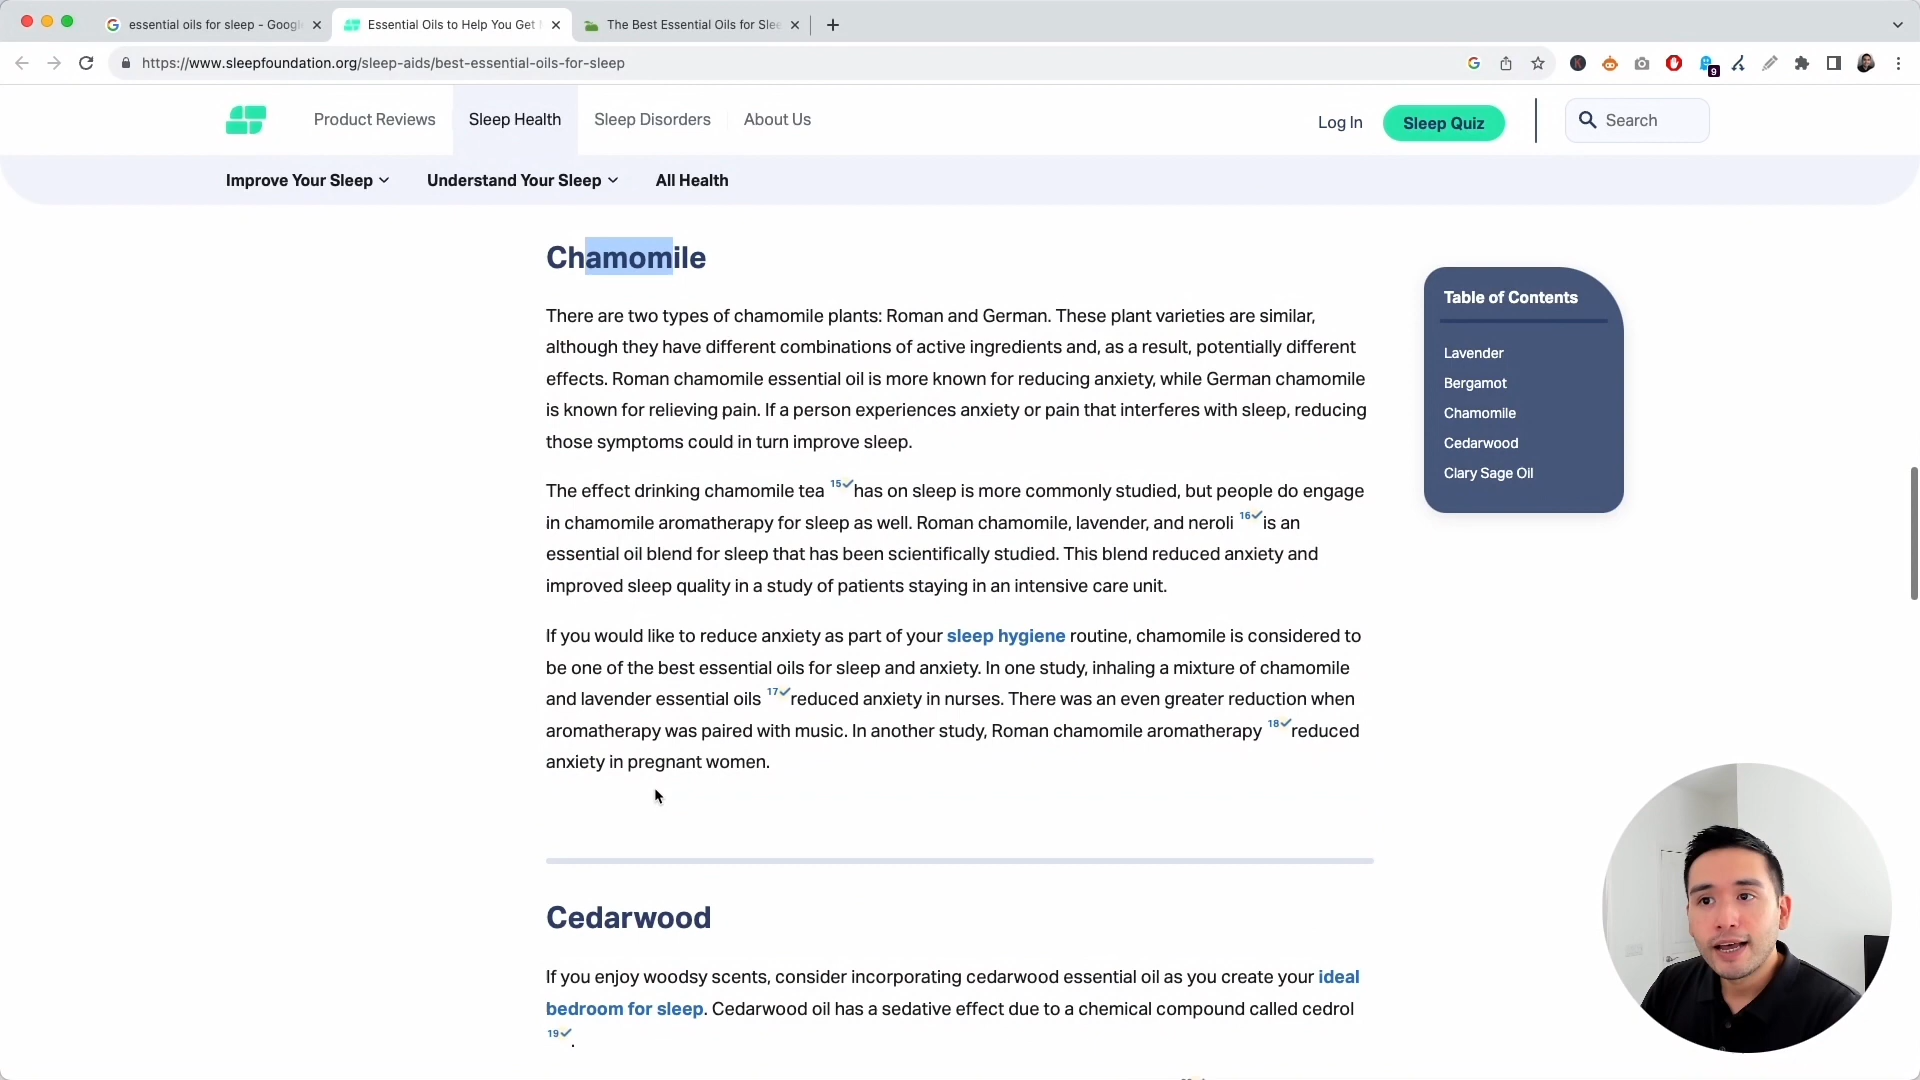 essential oils for sleep - Googl
Essential Oils to Help You Get
The Best Essential Oils for Slee
https://www.sleepfoundation.org/sleep-aids/best-essential-oils-for-sleep
9
Product Reviews
Sleep Health
Sleep Disorders
About Us
Log In
Sleep Quiz
Search
Improve Your Sleep
Understand Your Sleep
All Health
Chamomile
There are two types of chamomile plants: Roman and German. These plant varieties are similar,
although they have different combinations of active ingredients and, as a result, potentially different
effects. Roman chamomile essential oil is more known for reducing anxiety, while German chamomile
is known for relieving pain. If a person experiences anxiety or pain that interferes with sleep, reducing
those symptoms could in turn improve sleep.
The effect drinking chamomile tea 15 has on sleep is more commonly studied, but people do engage
in chamomile aromatherapy for sleep as well. Roman chamomile, lavender, and neroli 16 is an
essential oil blend for sleep that has been scientifically studied. This blend reduced anxiety and
improved sleep quality in a study of patients staying in an intensive care unit.
If you would like to reduce anxiety as part of your sleep hygiene routine, chamomile is considered to
be one of the best essential oils for sleep and anxiety. In one study, inhaling a mixture of chamomile
and lavender essential oils 17 reduced anxiety in nurses. There was an even greater reduction when
aromatherapy was paired with music. In another study, Roman chamomile aromatherapy 18 reduced
anxiety in pregnant women.
Cedarwood
If you enjoy woodsy scents, consider incorporating cedarwood essential oil as you create your ideal
bedroom for sleep. Cedarwood oil has a sedative effect due to a chemical compound called cedrol
19 .
Table of Contents
Lavender
Bergamot
Chamomile
Cedarwood
Clary Sage Oil